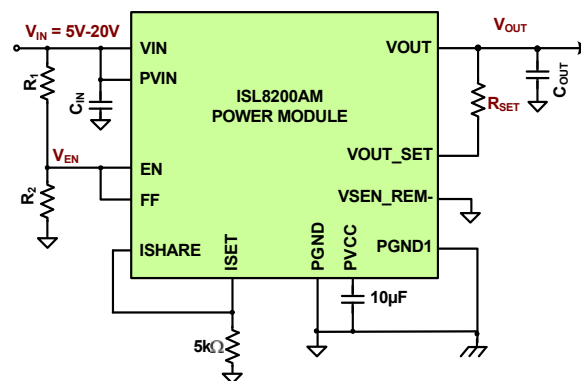 V_IN = 5V-20V
V_OUT
VIN
VOUT
R1
PVIN
C_IN
C_OUT
ISL8200AM
POWER MODULE
R_SET
V_EN
VOUT_SET
EN
R2
FF
VSEN_REM-
ISHARE
ISET
PGND
PVCC
PGND1
10µF
5kΩ